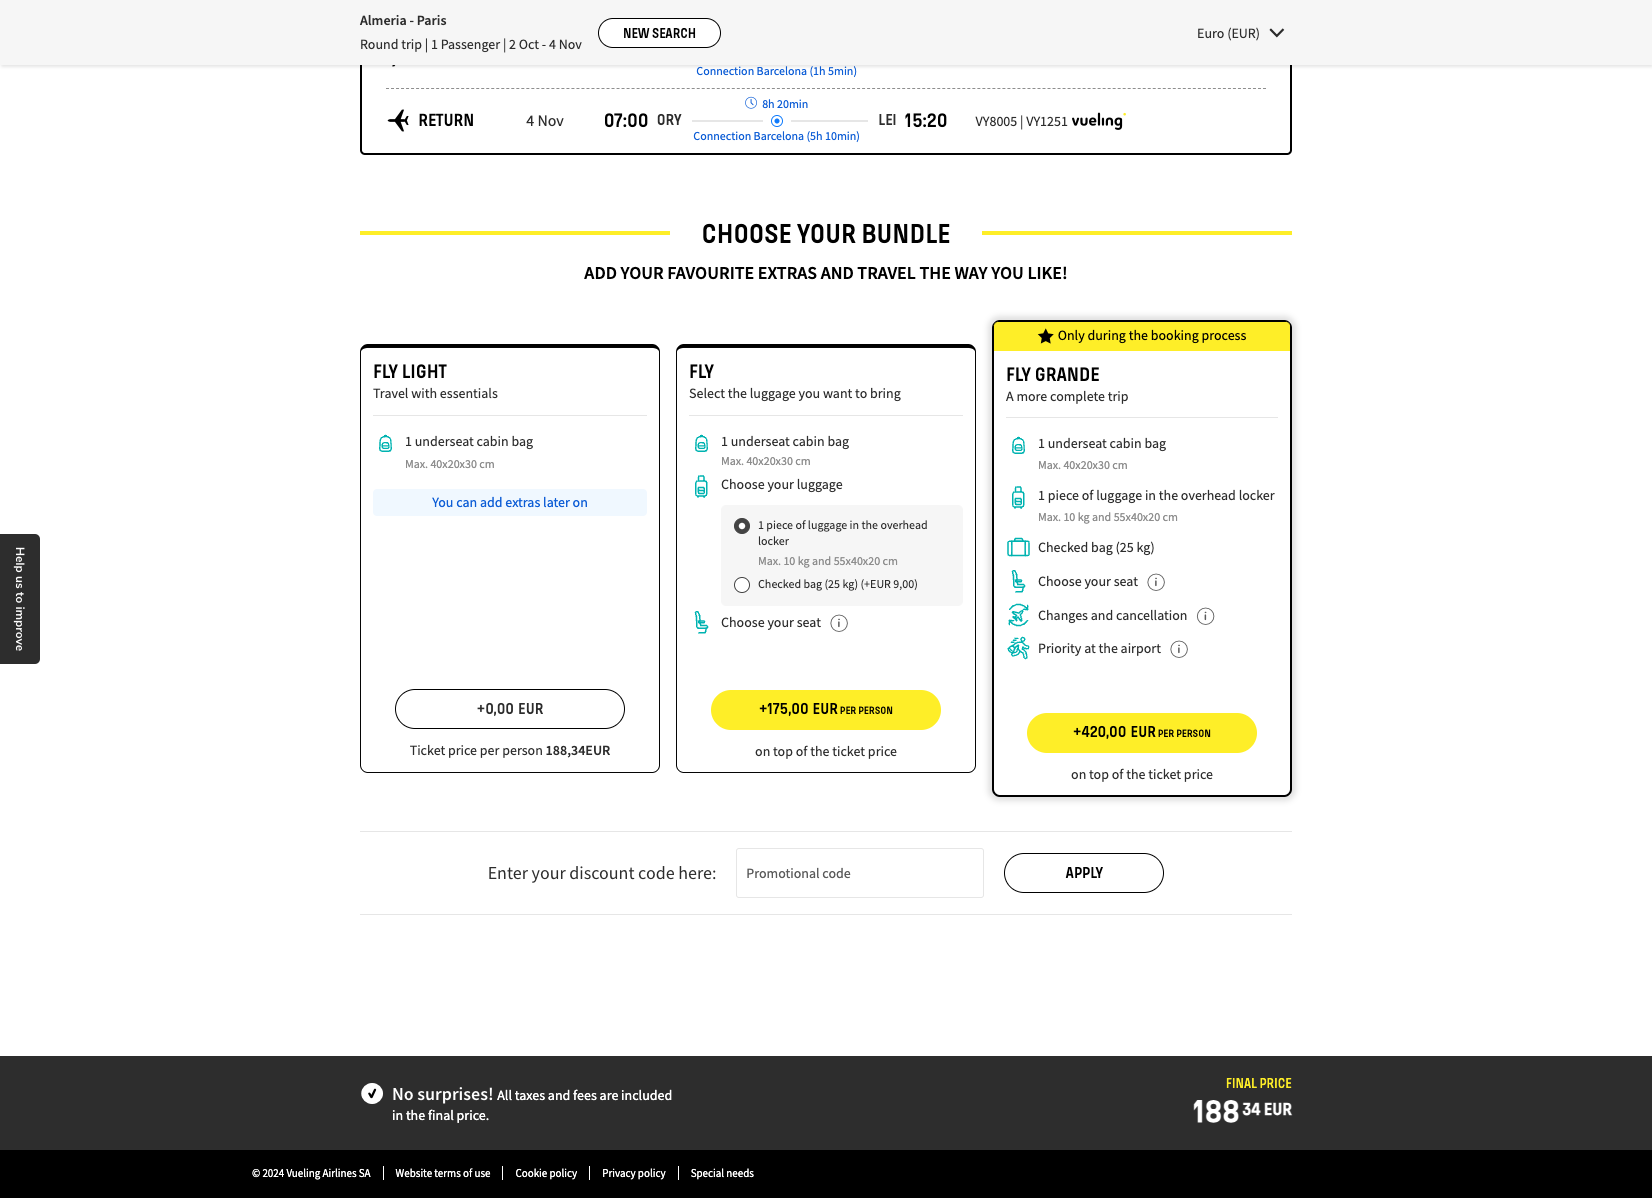 Almeria - Paris
Round trip | 1 Passenger | 2 Oct - 4 Nov
NEW SEARCH
Euro (EUR)
Connection Barcelona (1h 5min)
RETURN
4 Nov
07:00 ORY
8h 20min
Connection Barcelona (5h 10min)
LEI 15:20
VY8005 | VY1251 vueling
CHOOSE YOUR BUNDLE
ADD YOUR FAVOURITE EXTRAS AND TRAVEL THE WAY YOU LIKE!
FLY LIGHT
Travel with essentials
1 underseat cabin bag
Max. 40x20x30 cm
You can add extras later on
+0,00 EUR
Ticket price per person 188,34EUR
FLY
Select the luggage you want to bring
1 underseat cabin bag
Max. 40x20x30 cm
Choose your luggage
1 piece of luggage in the overhead
locker
Max. 10 kg and 55x40x20 cm
Checked bag (25 kg) (+EUR 9,00)
Choose your seat
+175,00 EUR PER PERSON
on top of the ticket price
Only during the booking process
FLY GRANDE
A more complete trip
1 underseat cabin bag
Max. 40x20x30 cm
1 piece of luggage in the overhead locker
Max. 10 kg and 55x40x20 cm
Checked bag (25 kg)
Choose your seat
Changes and cancellation
Priority at the airport
+420,00 EUR PER PERSON
on top of the ticket price
Help us to improve
Enter your discount code here:
Promotional code
APPLY
No surprises! All taxes and fees are included
in the final price.
FINAL PRICE
188 34 EUR
© 2024 Vueling Airlines SA
Website terms of use
Cookie policy
Privacy policy
Special needs